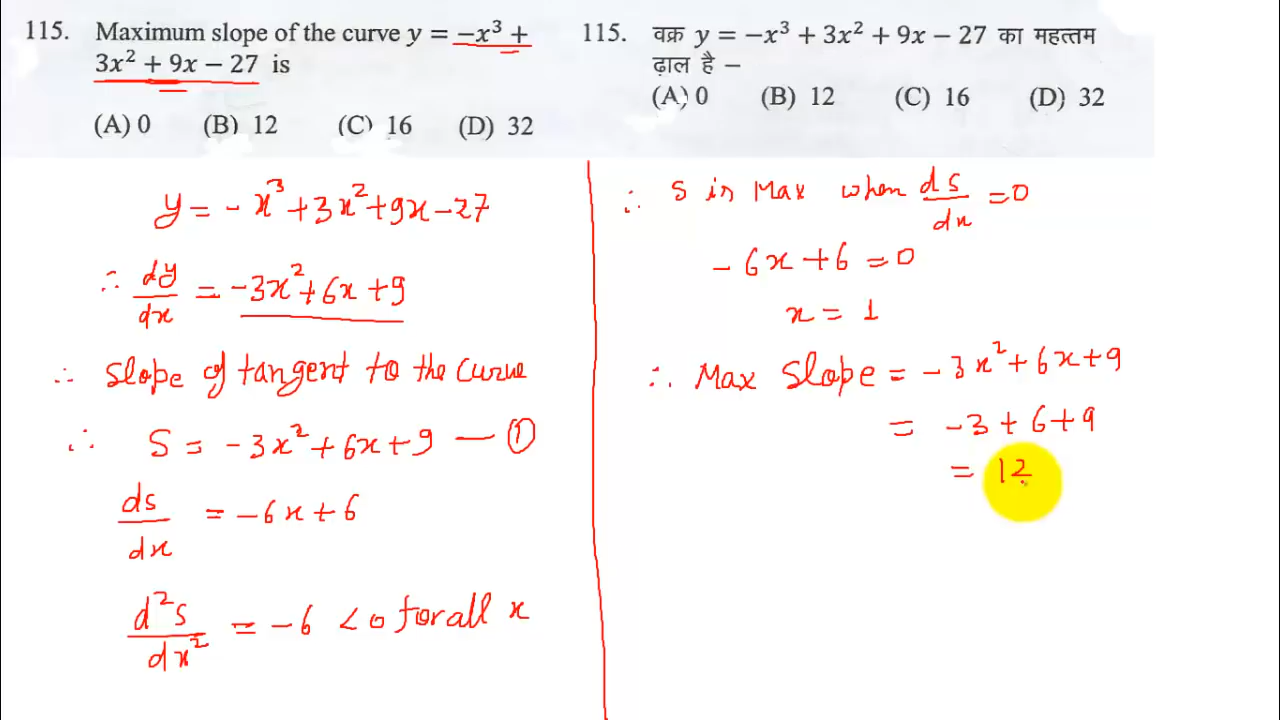 115. Maximum slope of the curve y = −x³ +
3x² + 9x − 27 is
(A) 0 (B) 12 (C) 16 (D) 32
115. वक्र y = −x³ + 3x² + 9x − 27 का महत्तम
ढ़ाल है −
(A) 0 (B) 12 (C) 16 (D) 32
y = − x³ + 3x² + 9x − 27
∴ dy/dx = −3x² + 6x + 9
∴ Slope of tangent to the curve
∴ S = −3x² + 6x + 9 — ①
ds/dx = −6x + 6
d²s/dx² = −6 < 0 for all x
∴ S is Max when ds/dx = 0
− 6x + 6 = 0
x = 1
∴ Max Slope = −3x² + 6x + 9
= −3 + 6 + 9
= 12